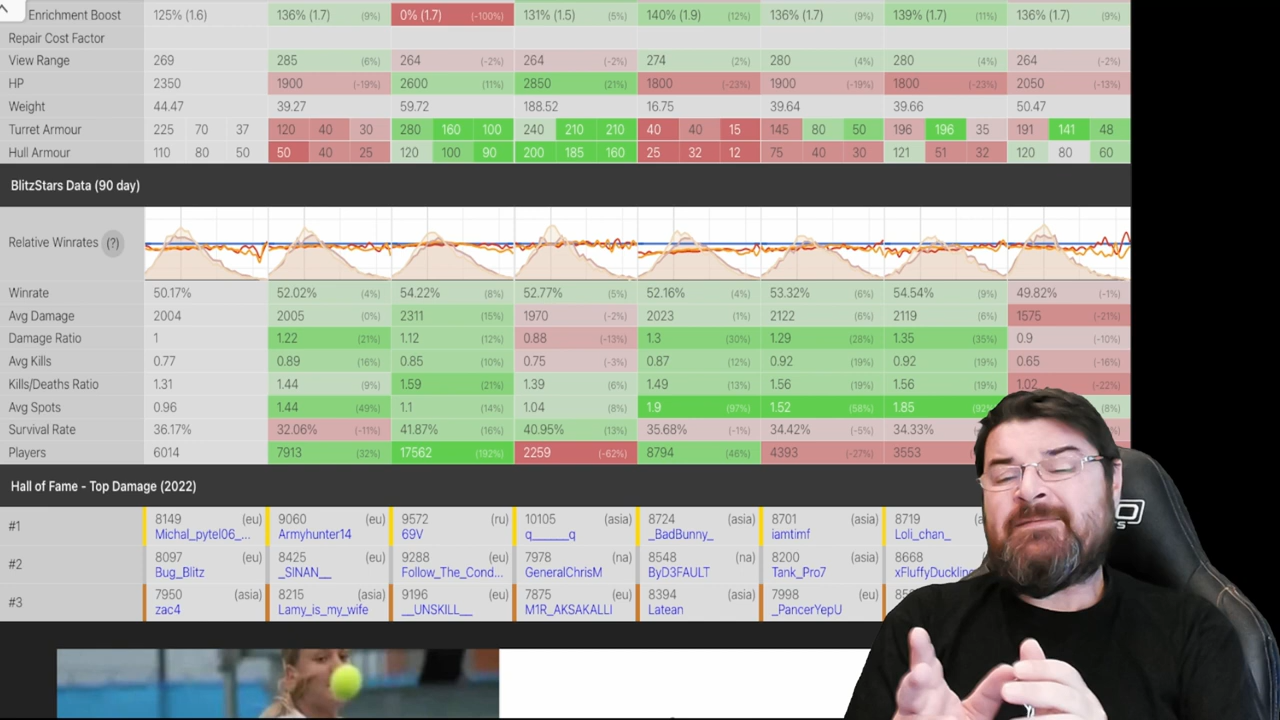 Enrichment Boost 125% (1.6) 136% (1.7) (9%) 0% (1.7) (-100%) 131% (1.5) (5%) 140% (1.9) (12%) 136% (1.7) (9%) 139% (1.7) (11%) 136% (1.7) (9%)
Repair Cost Factor
View Range 269 285 (6%) 264 (-2%) 264 (-2%) 274 (2%) 280 (4%) 280 (4%) 264 (-2%)
HP 2350 1900 (-19%) 2600 (11%) 2850 (21%) 1800 (-23%) 1900 (-19%) 1800 (-23%) 2050 (-13%)
Weight 44.47 39.27 59.72 188.52 16.75 39.64 39.66 50.47
Turret Armour 225 70 37 120 40 30 280 160 100 240 210 210 40 40 15 145 80 50 196 196 35 191 141 48
Hull Armour 110 80 50 50 40 25 120 100 90 200 185 160 25 32 12 75 40 30 121 51 32 120 80 60
BlitzStars Data (90 day)
Relative Winrates (?)
Winrate 50.17% 52.02% (4%) 54.22% (8%) 52.77% (5%) 52.16% (4%) 53.32% (6%) 54.54% (9%) 49.82% (-1%)
Avg Damage 2004 2005 (0%) 2311 (15%) 1970 (-2%) 2023 (1%) 2122 (6%) 2119 (6%) 1575 (-21%)
Damage Ratio 1 1.22 (21%) 1.12 (12%) 0.88 (-13%) 1.3 (30%) 1.29 (28%) 1.35 (35%) 0.9 (-10%)
Avg Kills 0.77 0.89 (16%) 0.85 (10%) 0.75 (-3%) 0.87 (12%) 0.92 (19%) 0.92 (19%) 0.65 (-16%)
Kills/Deaths Ratio 1.31 1.44 (9%) 1.59 (21%) 1.39 (6%) 1.49 (13%) 1.56 (19%) 1.56 (19%) 1.02 (-22%)
Avg Spots 0.96 1.44 (49%) 1.1 (14%) 1.04 (8%) 1.9 (97%) 1.52 (58%) 1.85 (92% (8%)
Survival Rate 36.17% 32.06% (-11%) 41.87% (16%) 40.95% (13%) 35.68% (-1%) 34.42% (-5%) 34.33%
Players 6014 7913 (32%) 17562 (192%) 2259 (-62%) 8794 (46%) 4393 (-27%) 3553
Hall of Fame - Top Damage (2022)
#1 8149 (eu) 9060 (eu) 9572 (ru) 10105 (asia) 8724 (asia) 8701 (asia) 8719
Michal_pytel06_... Armyhunter14 69V q______q _BadBunny_ iamtimf Loli_chan_
#2 8097 (eu) 8425 (eu) 9288 (eu) 7978 (na) 8548 (na) 8200 (asia) 8668
Bug_Blitz _SINAN__ Follow_The_Cond... GeneralChrisM ByD3FAULT Tank_Pro7 xFluffyDuckling
#3 7950 (asia) 8215 (asia) 9196 (eu) 7875 (eu) 8394 (asia) 7998 (eu)
zac4 Lamy_is_my_wife __UNSKILL__ M1R_AKSAKALLI Latean _PancerYepU